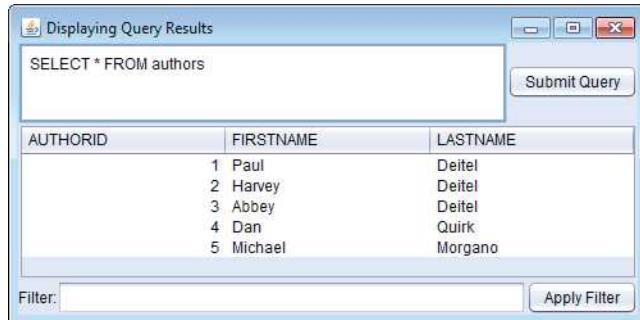 Displaying Query Results
SELECT * FROM authors
Submit Query
AUTHORID FIRSTNAME LASTNAME
1 Paul Deitel
2 Harvey Deitel
3 Abbey Deitel
4 Dan Quirk
5 Michael Morgano
Filter: Apply Filter